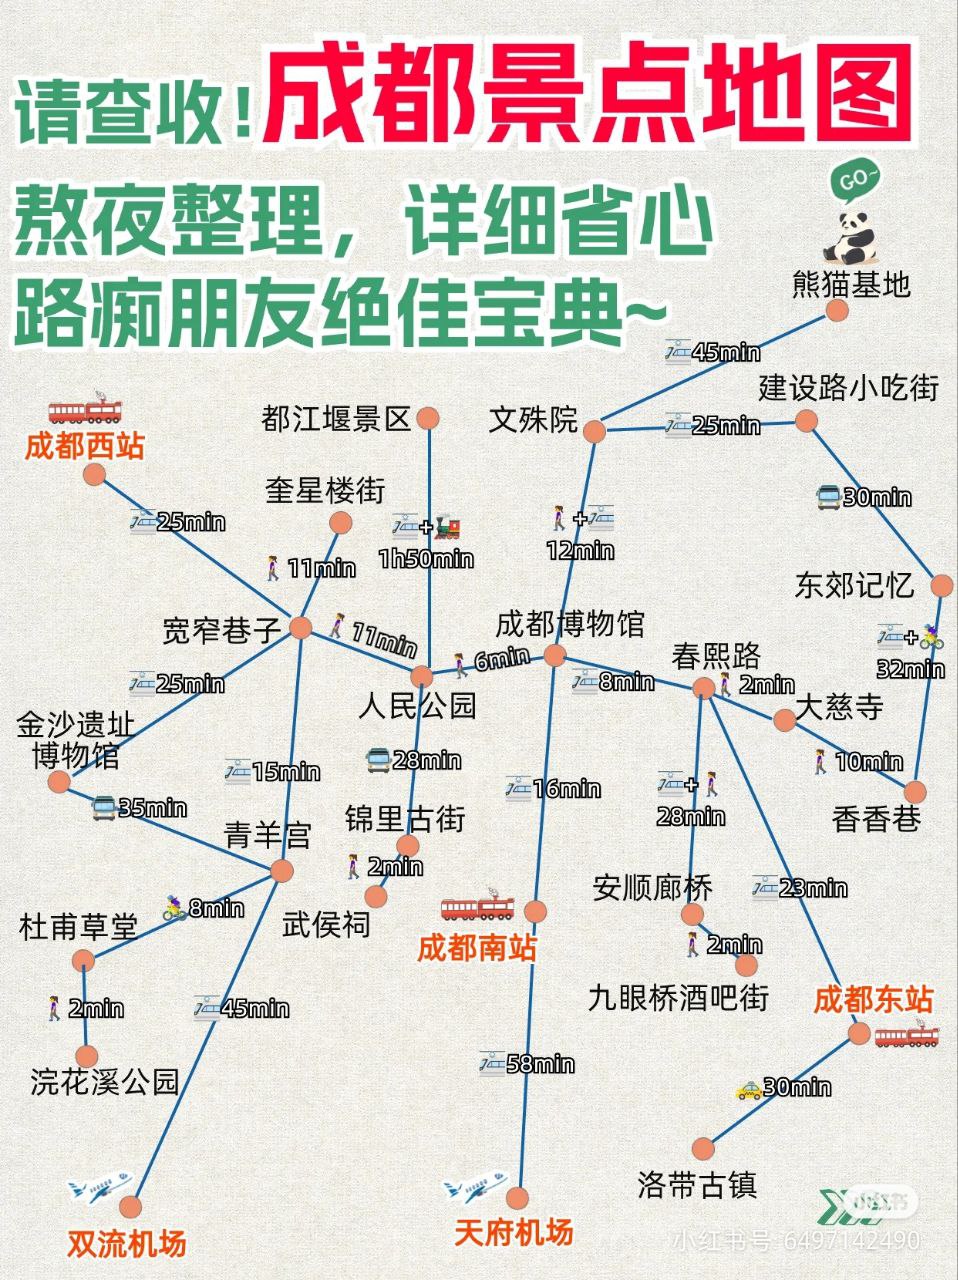 请查收!成都景点地图
熬夜整理，详细省心
路痴朋友绝佳宝典~
GO~
熊猫基地
45min
建设路小吃街
成都西站
都江堰景区
文殊院
25min
奎星楼街
30min
25min
+
+
1h50min
12min
11min
东郊记忆
宽窄巷子
11min
成都博物馆
+
32min
6min
春熙路
25min
8min
2min
人民公园
大慈寺
金沙遗址
博物馆
28min
10min
15min
16min
+
28min
35min
锦里古街
香香巷
青羊宫
2min
安顺廊桥
23min
8min
杜甫草堂
武侯祠
成都南站
2min
九眼桥酒吧街
成都东站
2min
45min
58min
30min
浣花溪公园
洛带古镇
双流机场
天府机场
小红书
小红书号 6497142490